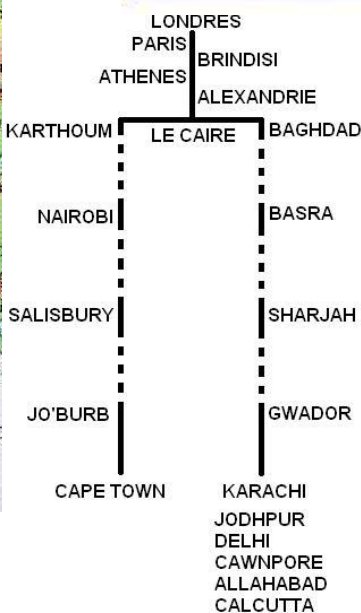 LONDRES
PARIS
BRINDISI
ATHENES
ALEXANDRIE
KARTHOUM LE CAIRE BAGHDAD
NAIROBI BASRA
SALISBURY SHARJAH
JO'BURB GWADOR
CAPE TOWN KARACHI
JODHPUR
DELHI
CAWNPORE
ALLAHABAD
CALCUTTA